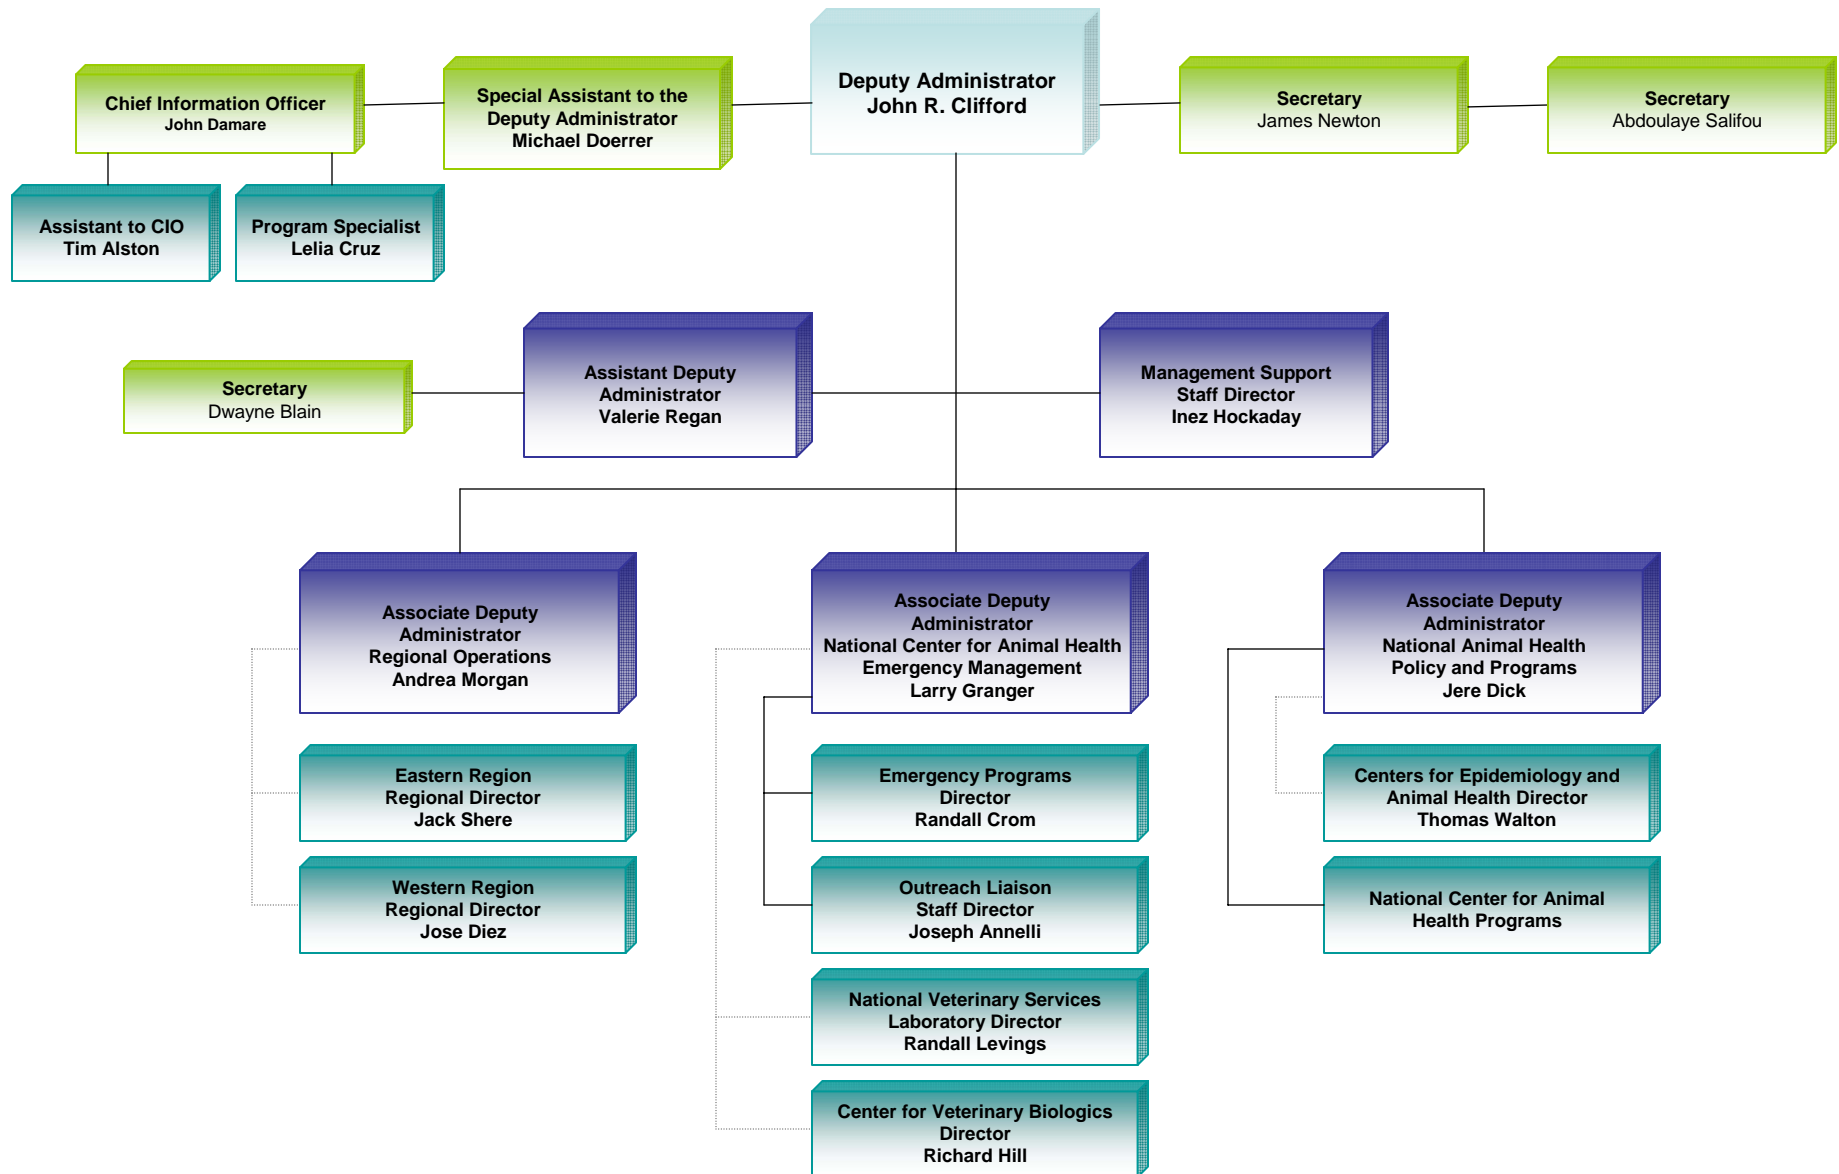 Deputy Administrator
John R. Clifford
Chief Information Officer
John Damare
Special Assistant to the
Deputy Administrator
Michael Doerrer
Secretary
James Newton
Secretary
Abdoulaye Salifou
Assistant to CIO
Tim Alston
Program Specialist
Lelia Cruz
Secretary
Dwayne Blain
Assistant Deputy
Administrator
Valerie Regan
Management Support
Staff Director
Inez Hockaday
Associate Deputy
Administrator
Regional Operations
Andrea Morgan
Eastern Region
Regional Director
Jack Shere
Western Region
Regional Director
Jose Diez
Associate Deputy
Administrator
National Center for Animal Health
Emergency Management
Larry Granger
Emergency Programs
Director
Randall Crom
Outreach Liaison
Staff Director
Joseph Annelli
National Veterinary Services
Laboratory Director
Randall Levings
Center for Veterinary Biologics
Director
Richard Hill
Associate Deputy
Administrator
National Animal Health
Policy and Programs
Jere Dick
Centers for Epidemiology and
Animal Health Director
Thomas Walton
National Center for Animal
Health Programs